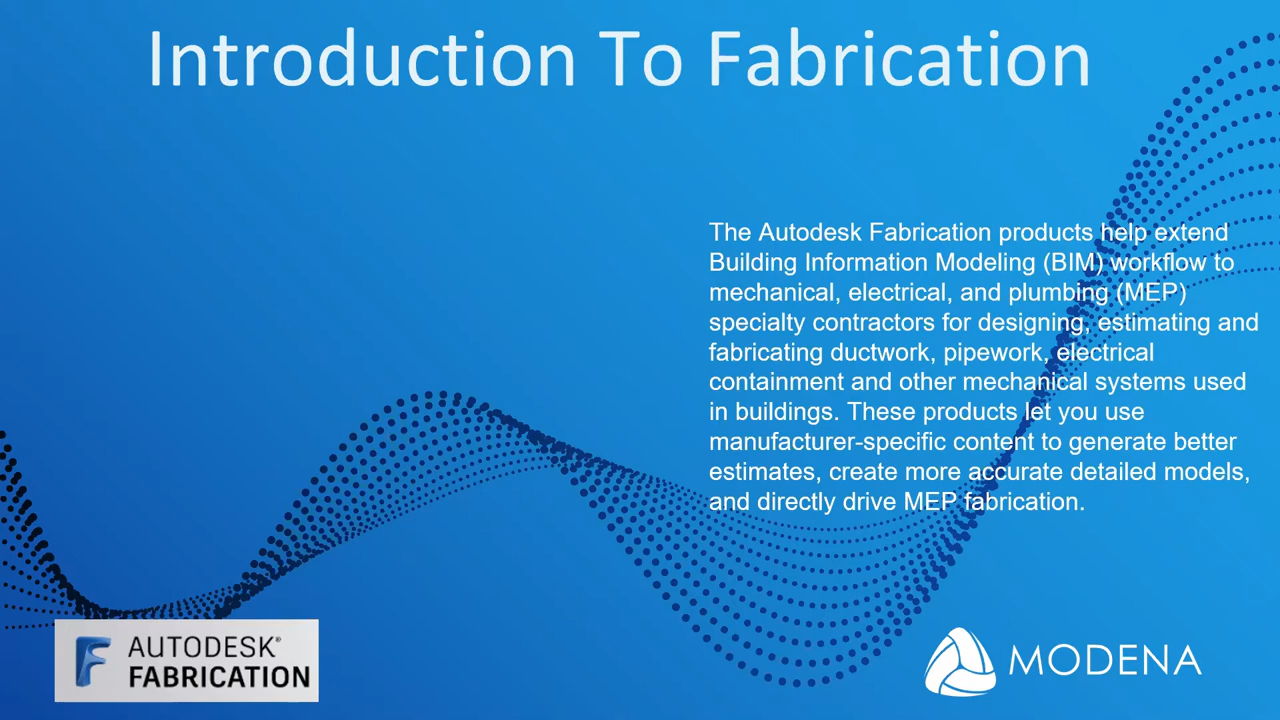 Introduction To Fabrication
The Autodesk Fabrication products help extend
Building Information Modeling (BIM) workflow to
mechanical, electrical, and plumbing (MEP)
specialty contractors for designing, estimating and
fabricating ductwork, pipework, electrical
containment and other mechanical systems used
in buildings. These products let you use
manufacturer-specific content to generate better
estimates, create more accurate detailed models,
and directly drive MEP fabrication.
AUTODESK®
FABRICATION
MODENA